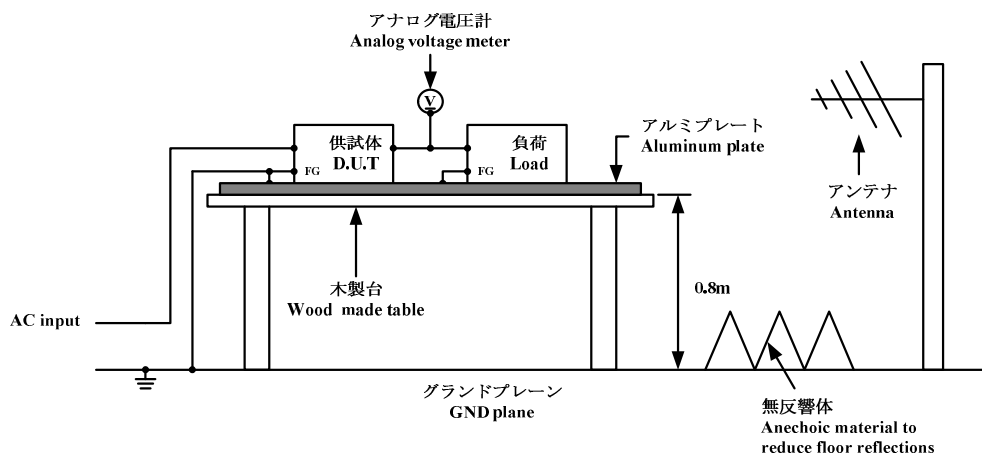 アナログ電圧計
Analog voltage meter
V
供試体
D.U.T
FG
負荷
Load
FG
アルミプレート
Aluminum plate
アンテナ
Antenna
木製台
Wood made table
0.8m
AC input
グランドプレーン
GND plane
無反響体
Anechoic material to
reduce floor reflections